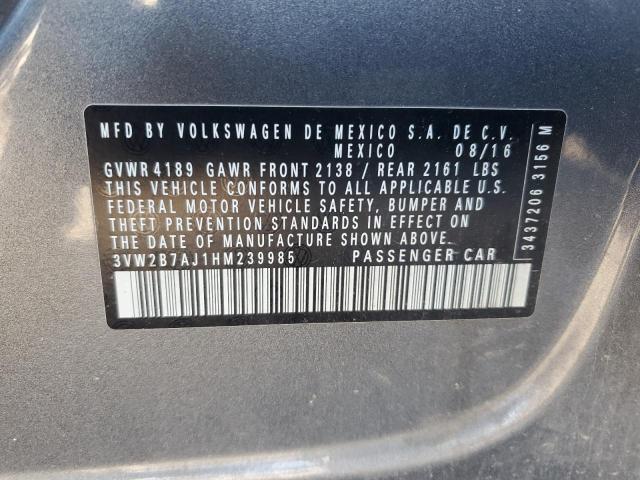 MFD BY VOLKSWAGEN DE MEXICO S.A. DE C.V.
MEXICO 08/16
GVWR 4189 GAWR FRONT 2138 / REAR 2161 LBS
THIS VEHICLE CONFORMS TO ALL APPLICABLE U.S.
FEDERAL MOTOR VEHICLE SAFETY, BUMPER AND
THEFT PREVENTION STANDARDS IN EFFECT ON
THE DATE OF MANUFACTURE SHOWN ABOVE.
3VW2B7AJ1HM239985 PASSENGER CAR
3437206 3156 M